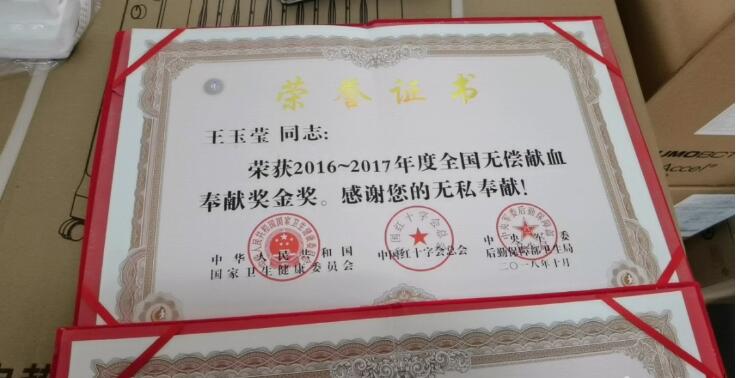 荣誉证书
王玉莹 同志:
荣获2016~2017年度全国无偿献血
奉献奖金奖。感谢您的无私奉献!
中华人民共和国
国家卫生健康委员会
中国红十字会总会
中央军委
后勤保障部卫生局
二〇一八年十月